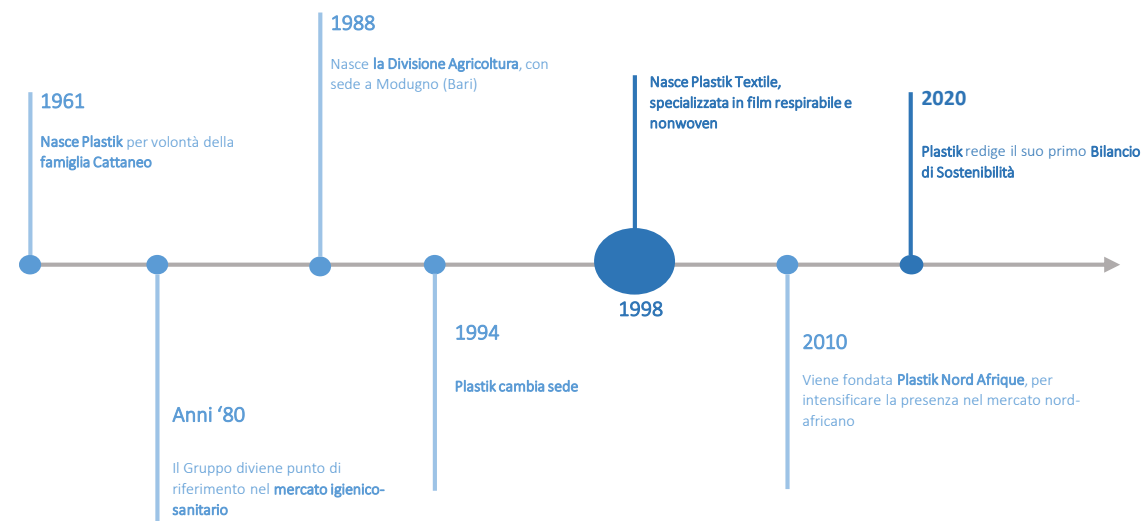 1961
Nasce Plastik per volontà della
famiglia Cattaneo
Anni ‘80
Il Gruppo diviene punto di
riferimento nel mercato igienico-
sanitario
1988
Nasce la Divisione Agricoltura, con
sede a Modugno (Bari)
1994
Plastik cambia sede
Nasce Plastik Textile,
specializzata in film respirabile e
nonwoven
1998
2010
Viene fondata Plastik Nord Afrique, per
intensificare la presenza nel mercato nord-
africano
2020
Plastik redige il suo primo Bilancio
di Sostenibilità